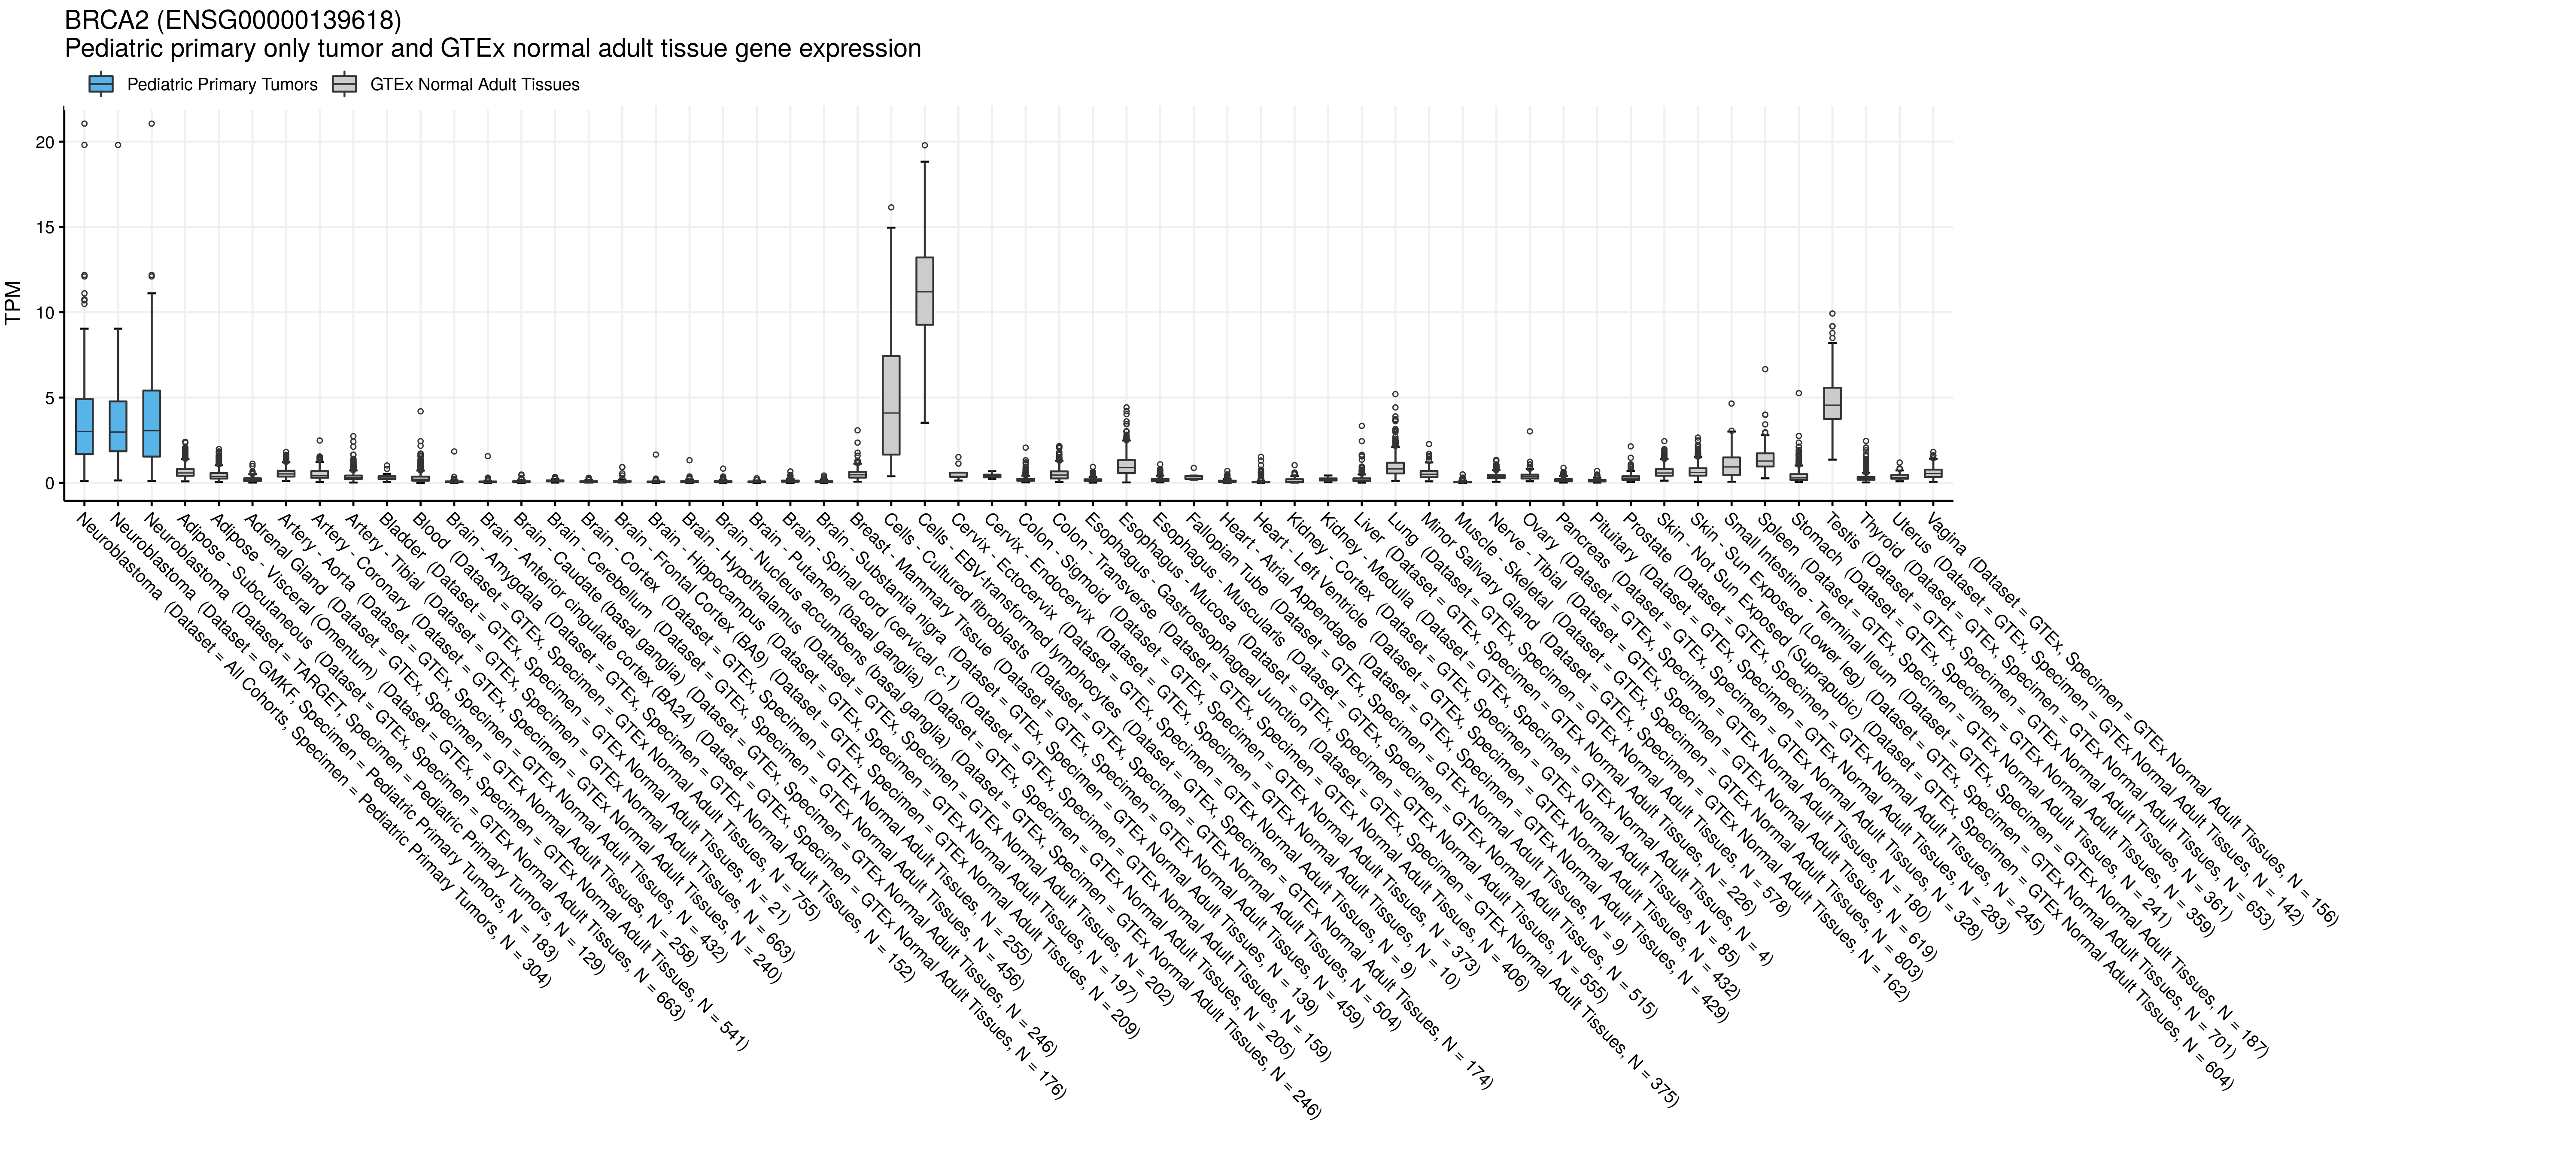 BRCA2 (ENSG00000139618)
Pediatric primary only tumor and GTEx normal adult tissue gene expression
Pediatric Primary Tumors
GTEx Normal Adult Tissues
TPM
20
15
10
5
0
Neuroblastoma (Dataset = All Cohorts, Specimen = Pediatric Primary Tumors, N = 304)
Neuroblastoma (Dataset = GMKF, Specimen = Pediatric Primary Tumors, N = 183)
Neuroblastoma (Dataset = TARGET, Specimen = Pediatric Primary Tumors, N = 129)
Adipose - Subcutaneous (Dataset = GTEx, Specimen = GTEx Normal Adult Tissues, N = 663)
Adipose - Visceral (Omentum) (Dataset = GTEx, Specimen = GTEx Normal Adult Tissues, N = 541)
Adrenal Gland (Dataset = GTEx, Specimen = GTEx Normal Adult Tissues, N = 258)
Artery - Aorta (Dataset = GTEx, Specimen = GTEx Normal Adult Tissues, N = 432)
Artery - Coronary (Dataset = GTEx, Specimen = GTEx Normal Adult Tissues, N = 240)
Artery - Tibial (Dataset = GTEx, Specimen = GTEx Normal Adult Tissues, N = 663)
Bladder (Dataset = GTEx, Specimen = GTEx Normal Adult Tissues, N = 21)
Blood (Dataset = GTEx, Specimen = GTEx Normal Adult Tissues, N = 755)
Brain - Amygdala (Dataset = GTEx, Specimen = GTEx Normal Adult Tissues, N = 152)
Brain - Anterior cingulate cortex (BA24) (Dataset = GTEx, Specimen = GTEx Normal Adult Tissues, N = 176)
Brain - Caudate (basal ganglia) (Dataset = GTEx, Specimen = GTEx Normal Adult Tissues, N = 246)
Brain - Cerebellum (Dataset = GTEx, Specimen = GTEx Normal Adult Tissues, N = 456)
Brain - Cortex (Dataset = GTEx, Specimen = GTEx Normal Adult Tissues, N = 255)
Brain - Frontal Cortex (BA9) (Dataset = GTEx, Specimen = GTEx Normal Adult Tissues, N = 209)
Brain - Hippocampus (Dataset = GTEx, Specimen = GTEx Normal Adult Tissues, N = 197)
Brain - Hypothalamus (Dataset = GTEx, Specimen = GTEx Normal Adult Tissues, N = 202)
Brain - Nucleus accumbens (basal ganglia) (Dataset = GTEx, Specimen = GTEx Normal Adult Tissues, N = 246)
Brain - Putamen (basal ganglia) (Dataset = GTEx, Specimen = GTEx Normal Adult Tissues, N = 205)
Brain - Spinal cord (cervical c-1) (Dataset = GTEx, Specimen = GTEx Normal Adult Tissues, N = 159)
Brain - Substantia nigra (Dataset = GTEx, Specimen = GTEx Normal Adult Tissues, N = 139)
Breast - Mammary Tissue (Dataset = GTEx, Specimen = GTEx Normal Adult Tissues, N = 459)
Cells - Cultured fibroblasts (Dataset = GTEx, Specimen = GTEx Normal Adult Tissues, N = 504)
Cells - EBV-transformed lymphocytes (Dataset = GTEx, Specimen = GTEx Normal Adult Tissues, N = 174)
Cervix - Ectocervix (Dataset = GTEx, Specimen = GTEx Normal Adult Tissues, N = 9)
Cervix - Endocervix (Dataset = GTEx, Specimen = GTEx Normal Adult Tissues, N = 10)
Colon - Sigmoid (Dataset = GTEx, Specimen = GTEx Normal Adult Tissues, N = 373)
Colon - Transverse (Dataset = GTEx, Specimen = GTEx Normal Adult Tissues, N = 406)
Esophagus - Gastroesophageal Junction (Dataset = GTEx, Specimen = GTEx Normal Adult Tissues, N = 375)
Esophagus - Mucosa (Dataset = GTEx, Specimen = GTEx Normal Adult Tissues, N = 555)
Esophagus - Muscularis (Dataset = GTEx, Specimen = GTEx Normal Adult Tissues, N = 515)
Fallopian Tube (Dataset = GTEx, Specimen = GTEx Normal Adult Tissues, N = 9)
Heart - Atrial Appendage (Dataset = GTEx, Specimen = GTEx Normal Adult Tissues, N = 429)
Heart - Left Ventricle (Dataset = GTEx, Specimen = GTEx Normal Adult Tissues, N = 432)
Kidney - Cortex (Dataset = GTEx, Specimen = GTEx Normal Adult Tissues, N = 85)
Kidney - Medulla (Dataset = GTEx, Specimen = GTEx Normal Adult Tissues, N = 4)
Liver (Dataset = GTEx, Specimen = GTEx Normal Adult Tissues, N = 226)
Lung (Dataset = GTEx, Specimen = GTEx Normal Adult Tissues, N = 578)
Minor Salivary Gland (Dataset = GTEx, Specimen = GTEx Normal Adult Tissues, N = 162)
Muscle - Skeletal (Dataset = GTEx, Specimen = GTEx Normal Adult Tissues, N = 803)
Nerve - Tibial (Dataset = GTEx, Specimen = GTEx Normal Adult Tissues, N = 619)
Ovary (Dataset = GTEx, Specimen = GTEx Normal Adult Tissues, N = 180)
Pancreas (Dataset = GTEx, Specimen = GTEx Normal Adult Tissues, N = 328)
Pituitary (Dataset = GTEx, Specimen = GTEx Normal Adult Tissues, N = 283)
Prostate (Dataset = GTEx, Specimen = GTEx Normal Adult Tissues, N = 245)
Skin - Not Sun Exposed (Suprapubic) (Dataset = GTEx, Specimen = GTEx Normal Adult Tissues, N = 604)
Skin - Sun Exposed (Lower leg) (Dataset = GTEx, Specimen = GTEx Normal Adult Tissues, N = 701)
Small Intestine - Terminal Ileum (Dataset = GTEx, Specimen = GTEx Normal Adult Tissues, N = 187)
Spleen (Dataset = GTEx, Specimen = GTEx Normal Adult Tissues, N = 241)
Stomach (Dataset = GTEx, Specimen = GTEx Normal Adult Tissues, N = 359)
Testis (Dataset = GTEx, Specimen = GTEx Normal Adult Tissues, N = 361)
Thyroid (Dataset = GTEx, Specimen = GTEx Normal Adult Tissues, N = 653)
Uterus (Dataset = GTEx, Specimen = GTEx Normal Adult Tissues, N = 142)
Vagina (Dataset = GTEx, Specimen = GTEx Normal Adult Tissues, N = 156)